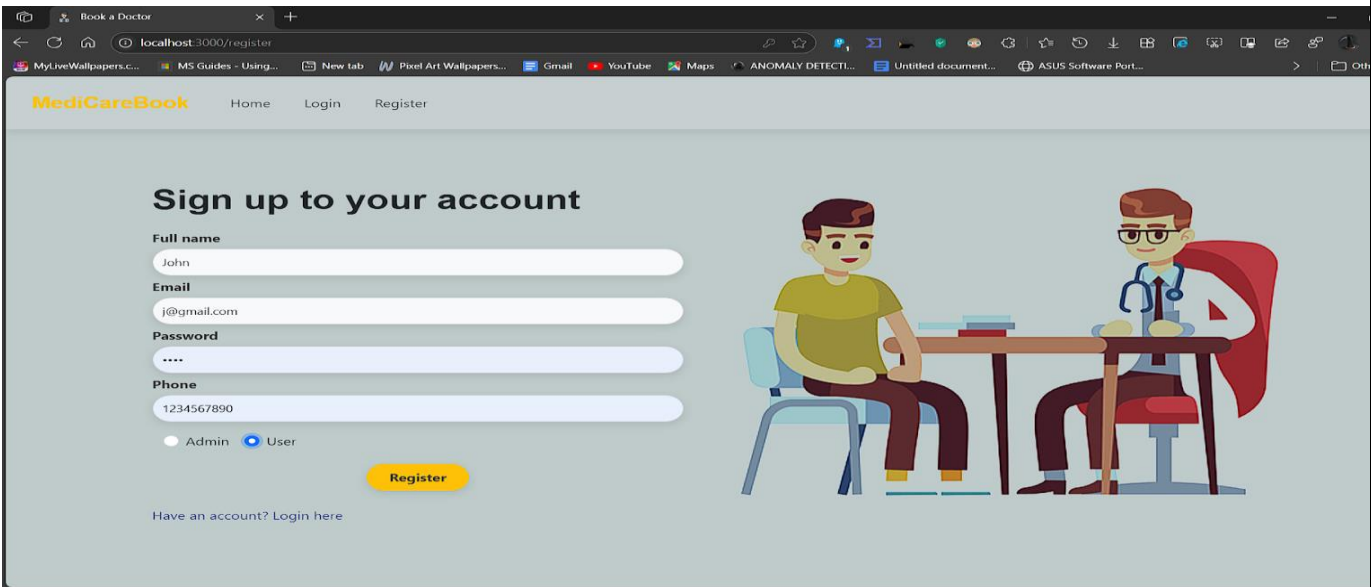 Book a Doctor
localhost:3000/register
MyLiveWallpapers.c... MS Guides - Using... New tab Pixel Art Wallpapers... Gmail YouTube Maps ANOMALY DETECTI... Untitled document... ASUS Software Port... Oth
MediCareBook Home Login Register
Sign up to your account
Full name
John
Email
j@gmail.com
Password
••••
Phone
1234567890
Admin User
Register
Have an account? Login here